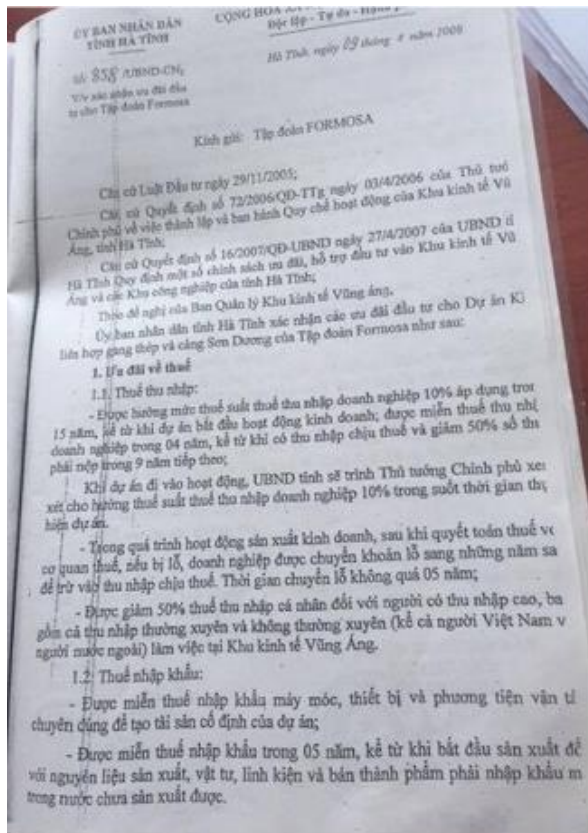 ỦY BAN NHÂN DÂN
TỈNH HÀ TĨNH
CỘNG HÒA
Độc lập - Tự do -
Số: 858 /UBND-CN₂
Hà Tĩnh, ngày 09 tháng năm 2008
V/v xác nhận ưu đãi đầu
tư cho Tập đoàn Formosa
Kính gửi: Tập đoàn FORMOSA
Căn cứ Luật Đầu tư ngày 29/11/2005;
Căn cứ Quyết định số 72/2006/QĐ-TTg ngày 03/4/2006 của Thủ tướ
Chính phủ về việc thành lập và ban hành Quy chế hoạt động của Khu kinh tế Vũ
Áng, tỉnh Hà Tĩnh;
Căn cứ Quyết định số 16/2007/QĐ-UBND ngày 27/4/2007 của UBND tỉ
Hà Tĩnh Quy định một số chính sách ưu đãi, hỗ trợ đầu tư vào Khu kinh tế Vũ
Áng và các Khu công nghiệp của tỉnh Hà Tĩnh;
Theo đề nghị của Ban Quản lý Khu kinh tế Vũng áng,
Ủy ban nhân dân tỉnh Hà Tĩnh xác nhận các ưu đãi đầu tư cho Dự án K
liên hợp gang thép và cảng Sơn Dương của Tập đoàn Formosa như sau:
1. Ưu đãi về thuế
1.1. Thuế thu nhập:
- Được hưởng mức thuế suất thuế thu nhập doanh nghiệp 10% áp dụng tron
15 năm, kể từ khi dự án bắt đầu hoạt động kinh doanh; được miễn thuế thu nhậ
doanh nghiệp trong 04 năm, kể từ khi có thu nhập chịu thuế và giảm 50% số thu
phải nộp trong 9 năm tiếp theo;
Khi dự án đi vào hoạt động, UBND tỉnh sẽ trình Thủ tướng Chính phủ xe
xét cho hưởng thuế suất thuế thu nhập doanh nghiệp 10% trong suốt thời gian thự
hiện dự án.
- Trong quá trình hoạt động sản xuất kinh doanh, sau khi quyết toán thuế vớ
cơ quan thuế, nếu bị lỗ, doanh nghiệp được chuyển khoản lỗ sang những năm sa
để trừ vào thu nhập chịu thuế. Thời gian chuyển lỗ không quá 05 năm;
- Được giảm 50% thuế thu nhập cá nhân đối với người có thu nhập cao, ba
gồm cả thu nhập thường xuyên và không thường xuyên (kể cả người Việt Nam v
người nước ngoài) làm việc tại Khu kinh tế Vũng Áng.
1.2. Thuế nhập khẩu:
- Được miễn thuế nhập khẩu máy móc, thiết bị và phương tiện vận tả
chuyên dùng để tạo tài sản cố định của dự án;
- Được miễn thuế nhập khẩu trong 05 năm, kể từ khi bắt đầu sản xuất đố
với nguyên liệu sản xuất, vật tư, linh kiện và bán thành phẩm phải nhập khẩu m
trong nước chưa sản xuất được.